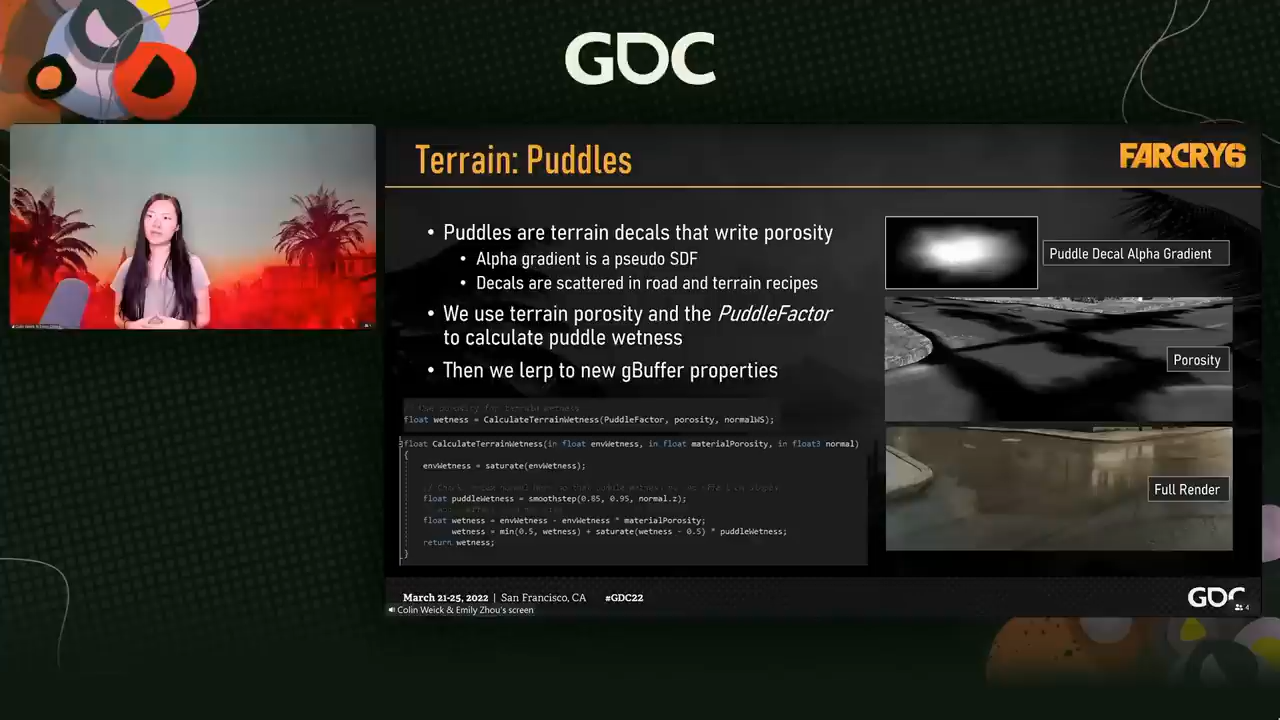 GDC
Terrain: Puddles
FARCRY6
• Puddles are terrain decals that write porosity
• Alpha gradient is a pseudo SDF
• Decals are scattered in road and terrain recipes
• We use terrain porosity and the PuddleFactor
to calculate puddle wetness
• Then we lerp to new gBuffer properties
Puddle Decal Alpha Gradient
Porosity
Full Render
float wetness = CalculateTerrainWetness(PuddleFactor, porosity, normalWS);
float CalculateTerrainWetness(in float envWetness, in float materialPorosity, in float3 normal)
{
envWetness = saturate(envWetness);
float puddleWetness = smoothstep(0.85, 0.95, normal.z);
float wetness = envWetness - envWetness * materialPorosity;
wetness = min(0.5, wetness) + saturate(wetness - 0.5) * puddleWetness;
return wetness;
}
March 21-25, 2022 | San Francisco, CA #GDC22
GDC
4
Colin Weick & Emily Zhou's screen
Colin Weick & Emily Zhou